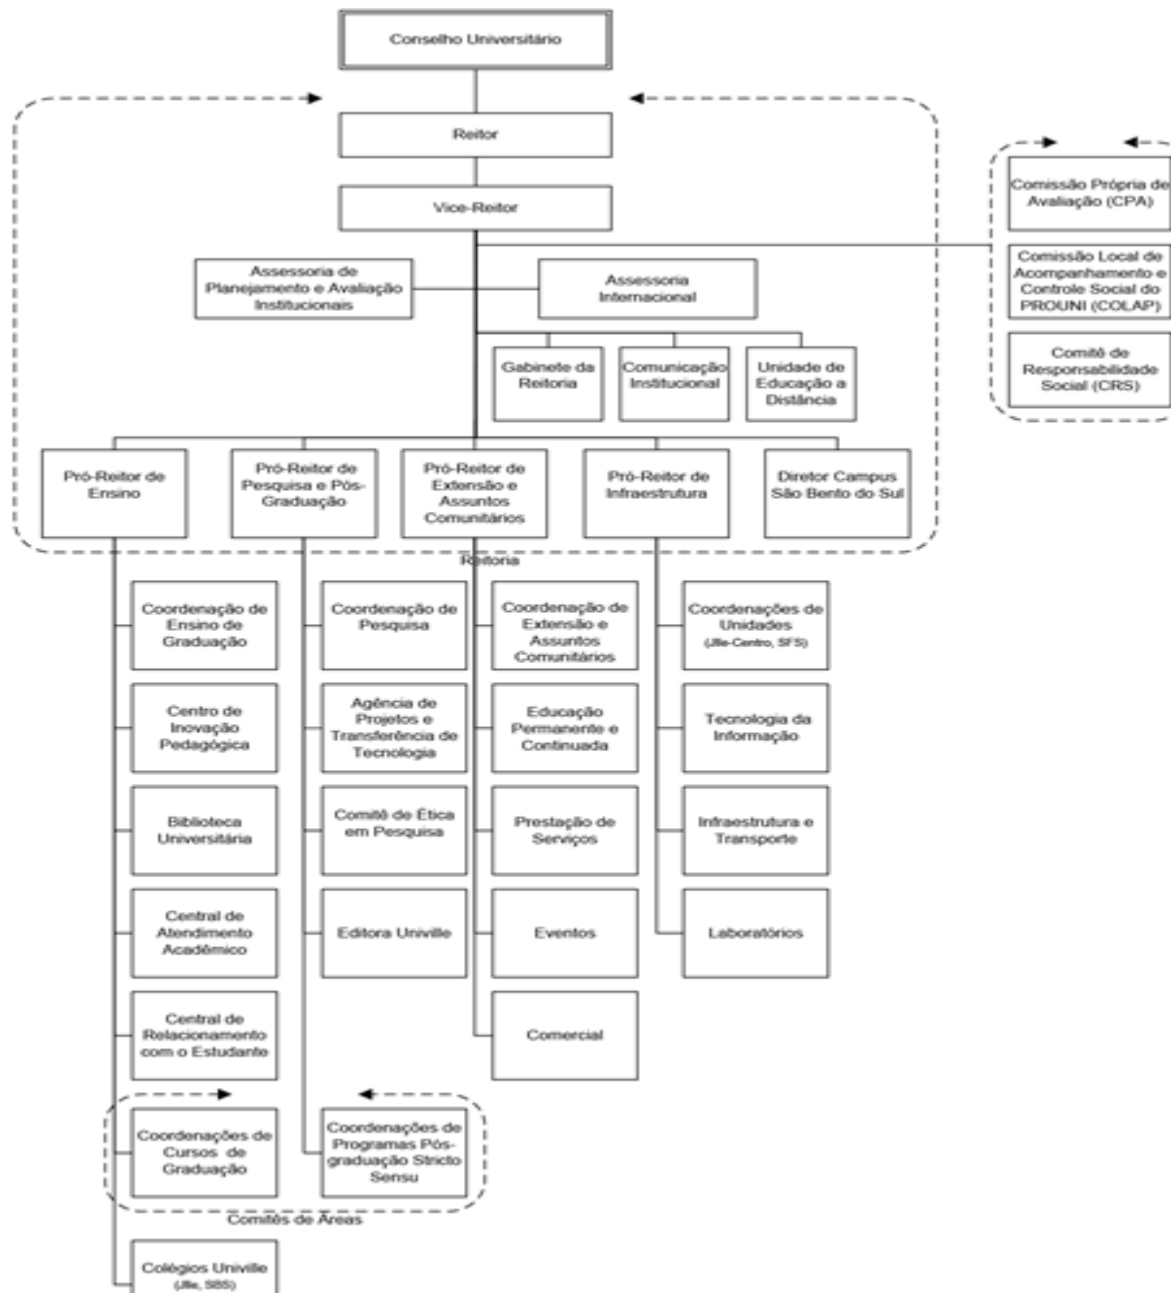 Conselho Universitário
Reitor
Vice-Reitor
Comissão Própria de
Avaliação (CPA)
Comissão Local de
Acompanhamento e
Controle Social do
PROUNI (COLAP)
Comitê de
Responsabilidade
Social (CRS)
Assessoria de
Planejamento e Avaliação
Institucionais
Assessoria
Internacional
Gabinete da
Reitoria
Comunicação
Institucional
Unidade de
Educação a
Distância
Pró-Reitor de
Ensino
Pró-Reitor de
Pesquisa e Pós-
Graduação
Pró-Reitor de
Extensão e
Assuntos
Comunitários
Pró-Reitor de
Infraestrutura
Diretor Campus
São Bento do Sul
Reitoria
Coordenação de
Ensino de
Graduação
Centro de
Inovação
Pedagógica
Biblioteca
Universitária
Central de
Atendimento
Acadêmico
Central de
Relacionamento
com o Estudante
Coordenações de
Cursos de
Graduação
Colégios Univille
(Jlle, SBS)
Coordenação de
Pesquisa
Agência de
Projetos e
Transferência de
Tecnologia
Comitê de Ética
em Pesquisa
Editora Univille
Coordenações de
Programas Pós-
graduação Stricto
Sensu
Comitês de Áreas
Coordenação de
Extensão e
Assuntos
Comunitários
Educação
Permanente e
Continuada
Prestação de
Serviços
Eventos
Comercial
Coordenações de
Unidades
(Jlle-Centro, SFS)
Tecnologia da
Informação
Infraestrutura e
Transporte
Laboratórios